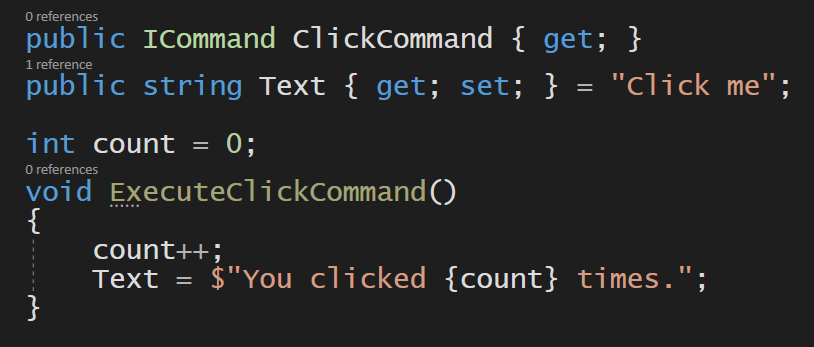 0 references
public ICommand ClickCommand { get; }
1 reference
public string Text { get; set; } = "Click me";
int count = 0;
0 references
void ExecuteClickCommand()
{
count++;
Text = $"You clicked {count} times.";
}